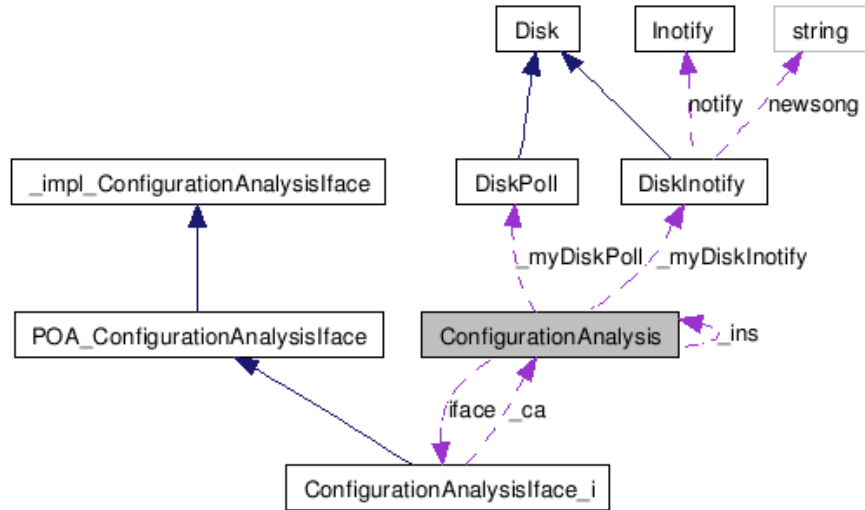 Disk
Inotify
string
notify
newsong
_impl_ConfigurationAnalysisIface
DiskPoll
DiskInotify
_myDiskPoll
_myDiskInotify
POA_ConfigurationAnalysisIface
ConfigurationAnalysis
_ins
iface
_ca
ConfigurationAnalysisIface_i